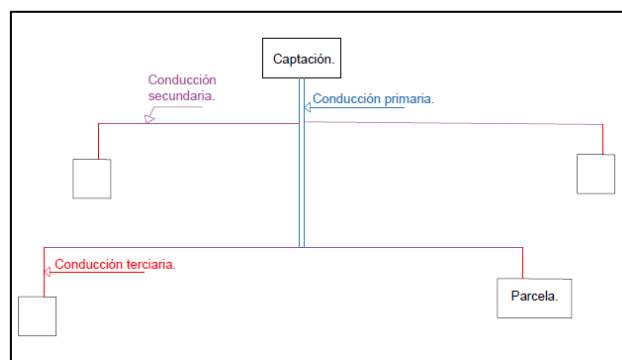 Captación.
Conducción
secundaria.
Conducción primaria.
Conducción terciaria.
Parcela.